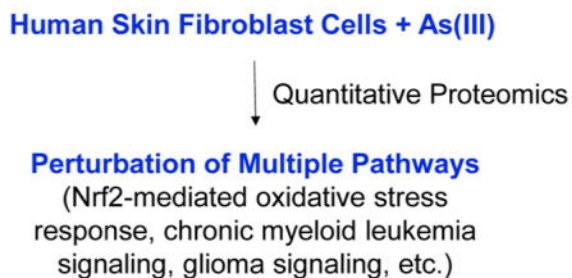 Human Skin Fibroblast Cells + As(III)
Quantitative Proteomics
Perturbation of Multiple Pathways
(Nrf2-mediated oxidative stress
response, chronic myeloid leukemia
signaling, glioma signaling, etc.)